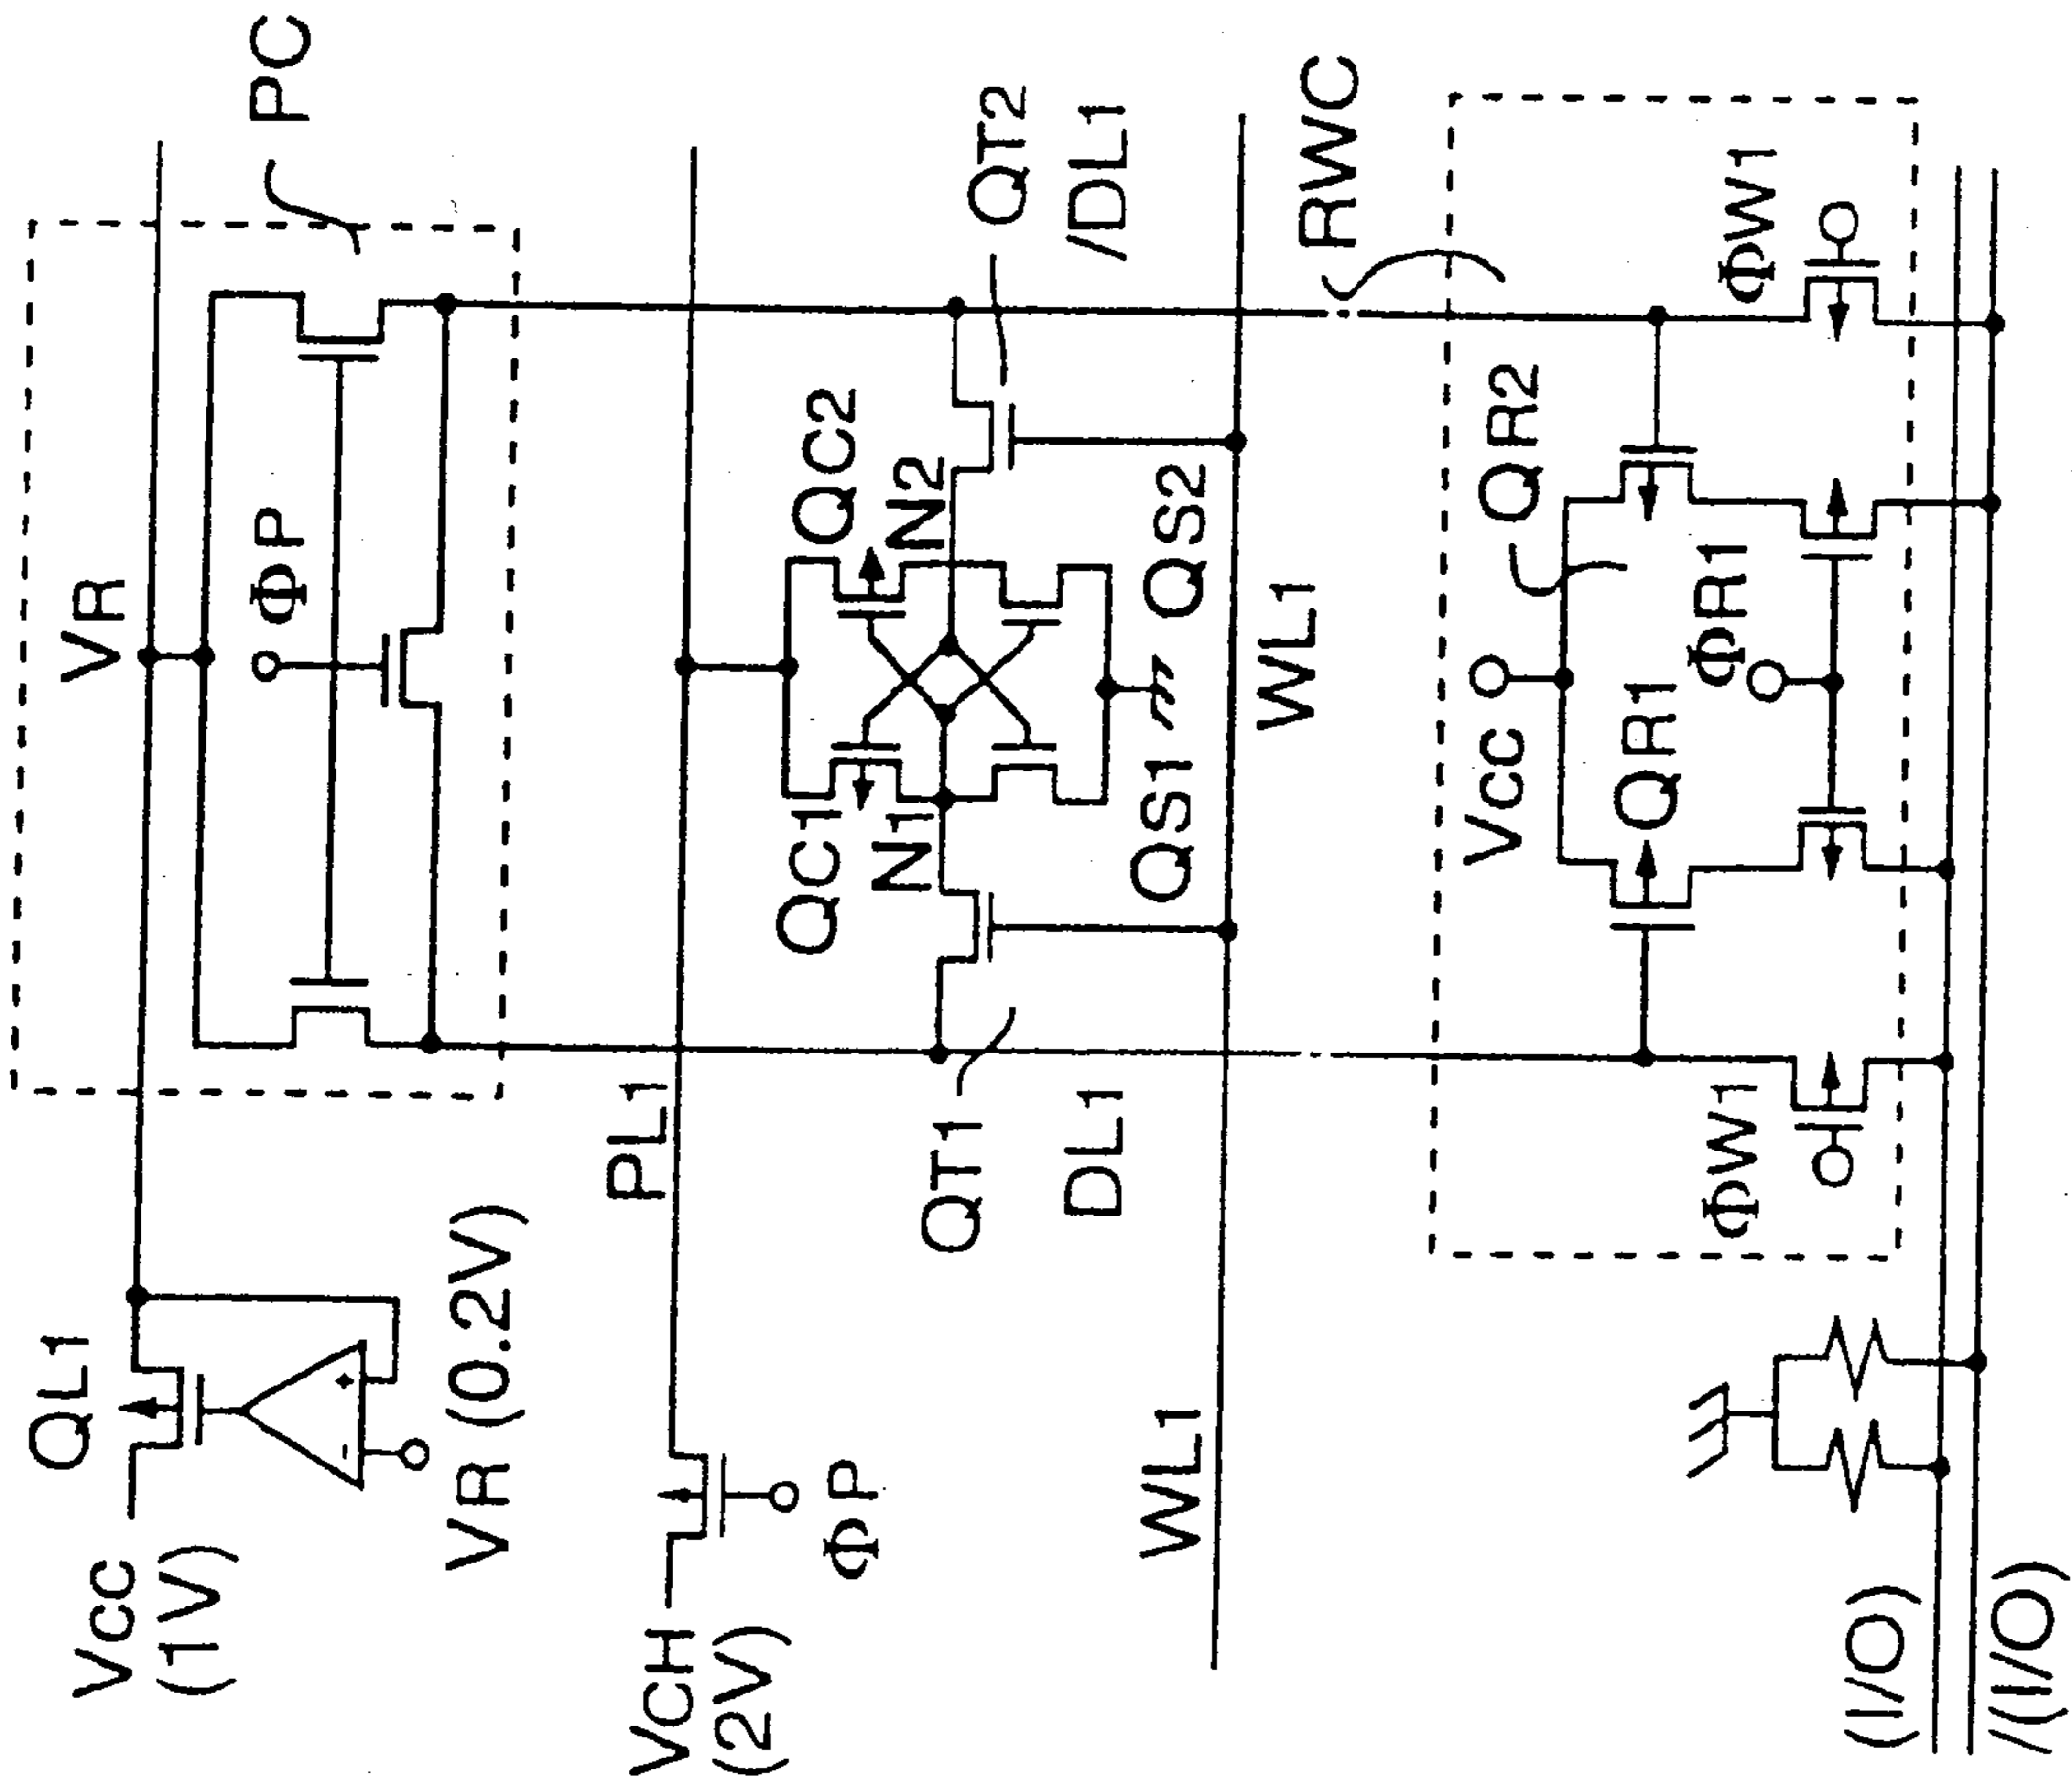 VCC
(1V)
QL1
VR (0.2V)
VR
PC
ΦP
VCH
(2V)
ΦP
PL1
QC1
QC2
N1
N2
QT1
QT2
DL1
/DL1
QS1
QS2
WL1
WL1
RWC
VCC
QR1
QR2
ΦR1
ΦW1
ΦW1
-
+
(I/O)
/(I/O)